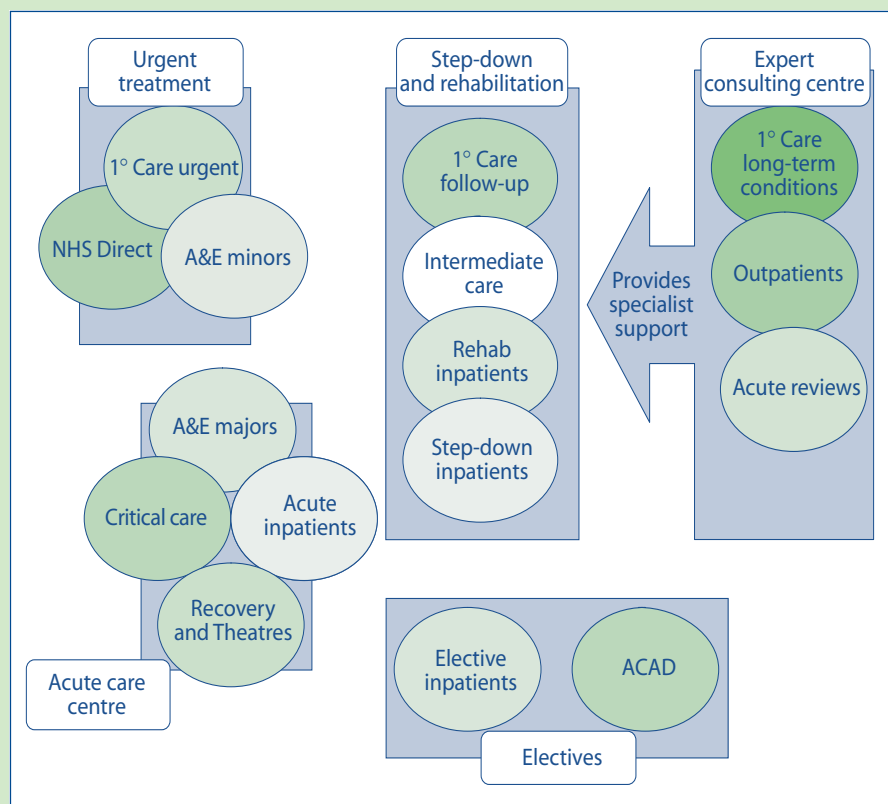 Urgent
treatment
1° Care urgent
NHS Direct
A&E minors
Step-down
and rehabilitation
1° Care
follow-up
Intermediate
care
Rehab
inpatients
Step-down
inpatients
Provides
specialist
support
Expert
consulting centre
1° Care
long-term
conditions
Outpatients
Acute reviews
A&E majors
Critical care
Acute
inpatients
Recovery
and Theatres
Acute care
centre
Elective
inpatients
ACAD
Electives